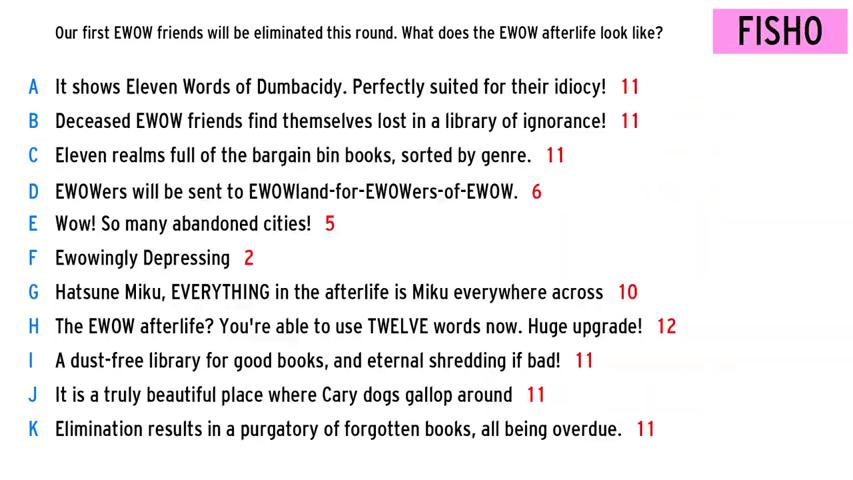 Our first EWOW friends will be eliminated this round. What does the EWOW afterlife look like?
FISHO
A It shows Eleven Words of Dumbacidy. Perfectly suited for their idiocy! 11
B Deceased EWOW friends find themselves lost in a library of ignorance! 11
C Eleven realms full of the bargain bin books, sorted by genre. 11
D EWOWers will be sent to EWOWland-for-EWOWers-of-EWOW. 6
E Wow! So many abandoned cities! 5
F Ewowingly Depressing 2
G Hatsune Miku, EVERYTHING in the afterlife is Miku everywhere across 10
H The EWOW afterlife? You're able to use TWELVE words now. Huge upgrade! 12
I A dust-free library for good books, and eternal shredding if bad! 11
J It is a truly beautiful place where Cary dogs gallop around 11
K Elimination results in a purgatory of forgotten books, all being overdue. 11